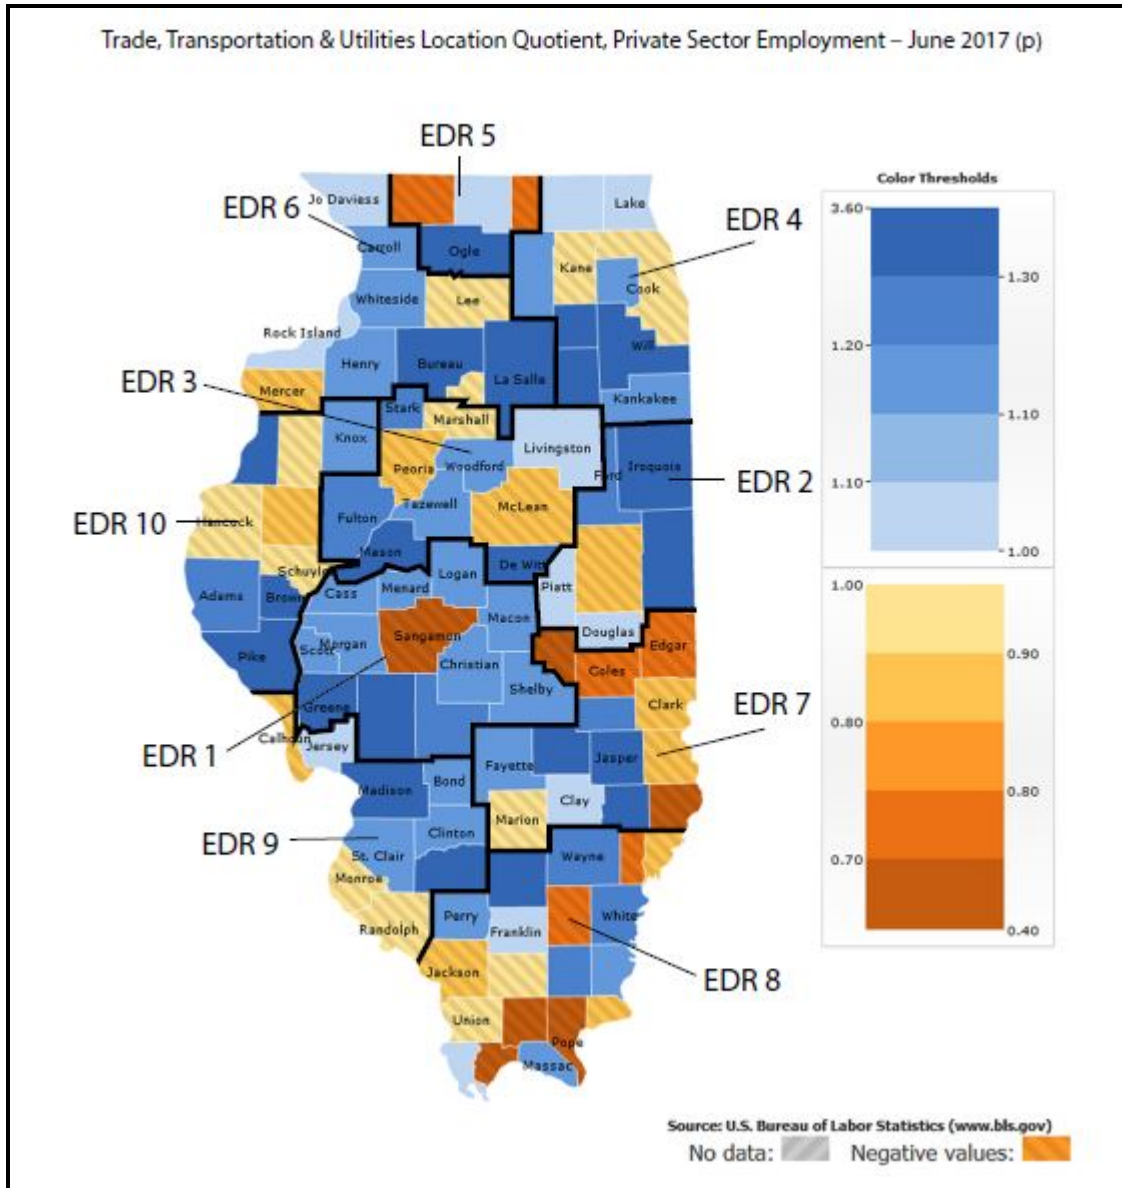 Trade, Transportation & Utilities Location Quotient, Private Sector Employment – June 2017 (p)
EDR 5
Color Thresholds
Jo Daviess
Lake
EDR 6
3.60
EDR 4
Carroll
Ogle
Kane
1.30
Cook
Whiteside
Lee
Rock Island
1.20
Will
Henry
Bureau
La Salle
EDR 3
Mercer
Kankakee
Stark
1.10
Marshall
Knox
Livingston
Peoria
Woodford
Ford
Iroquois
EDR 2
1.10
Tazewell
McLean
EDR 10
Hancock
Fulton
Mason
1.00
De Witt
Schuyler
Logan
1.00
Adams
Brown
Cass
Menard
Piatt
Macon
Sangamon
Douglas
Pike
Scott
Morgan
Edgar
0.90
Christian
Coles
Shelby
Greene
Clark
EDR 7
0.80
Calhoun
Jersey
EDR 1
Fayette
Jasper
Bond
Madison
0.80
Clay
Marion
EDR 9
Clinton
St. Clair
Wayne
0.70
Monroe
Perry
White
Randolph
Franklin
0.40
Jackson
EDR 8
Union
Pope
Massac
Source: U.S. Bureau of Labor Statistics (www.bls.gov)
No data: Negative values: